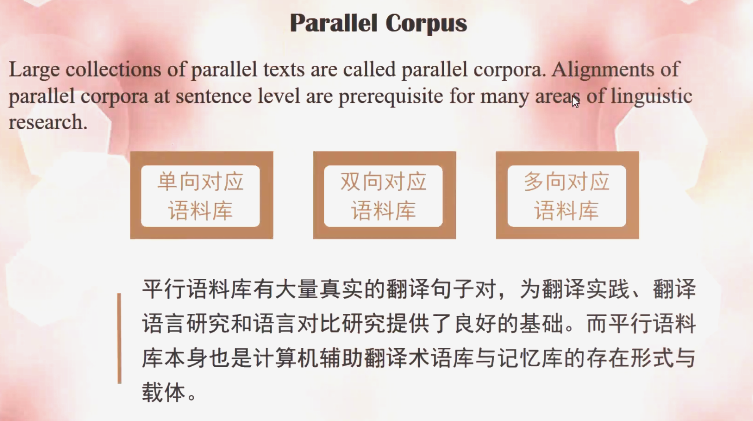 Parallel Corpus
Large collections of parallel texts are called parallel corpora. Alignments of
parallel corpora at sentence level are prerequisite for many areas of linguistic
research.
单向对应
语料库
双向对应
语料库
多向对应
语料库
平行语料库有大量真实的翻译句子对，为翻译实践、翻译
语言研究和语言对比研究提供了良好的基础。而平行语料
库本身也是计算机辅助翻译术语库与记忆库的存在形式与
载体。